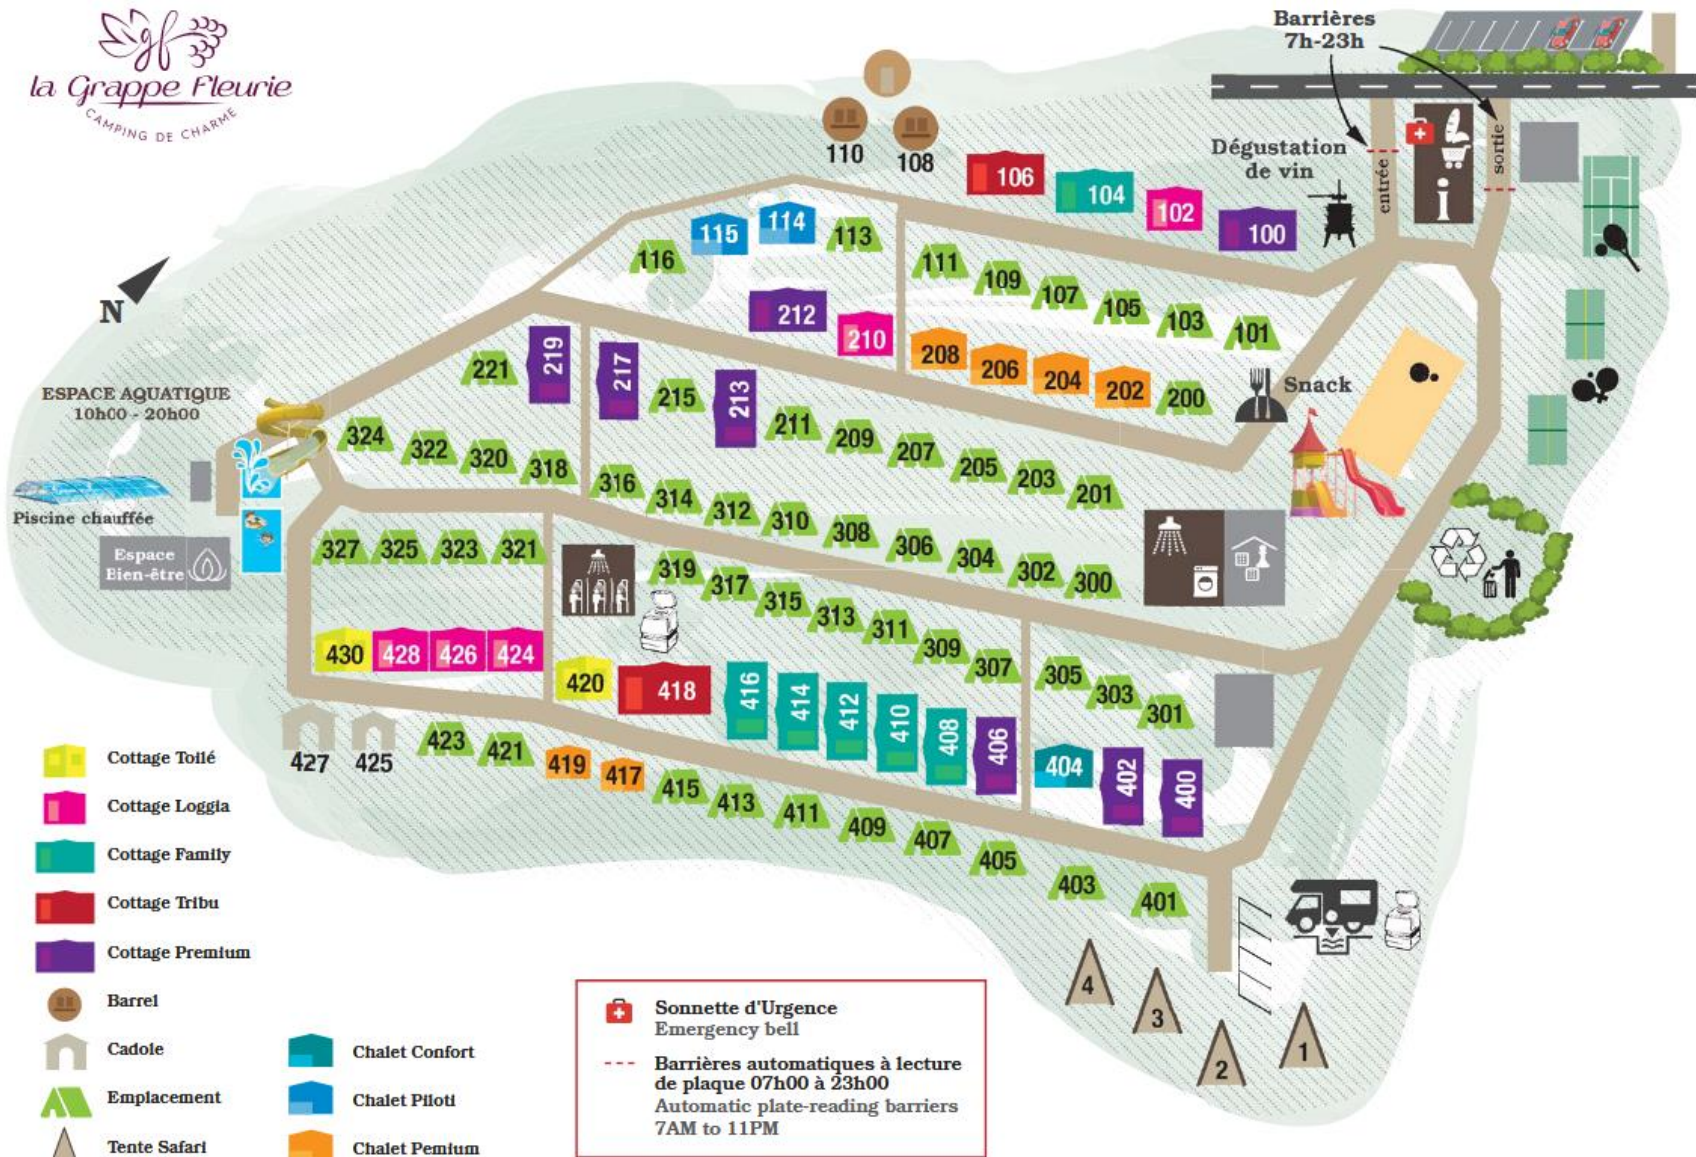 la Grappe Fleurie
CAMPING DE CHARME
Barrières
7h-23h
Dégustation
de vin
entrée
sortie
i
110
108
106
104
102
100
116
115
114
113
111
109
107
105
103
101
212
210
208
206
204
202
200
Snack
N
221
219
217
215
213
211
209
207
205
203
201
ESPACE AQUATIQUE
10h00 - 20h00
Piscine chauffée
Espace
Bien-être
324
322
320
318
316
314
312
310
308
306
304
302
300
327
325
323
321
319
317
315
313
311
309
307
305
303
301
430
428
426
424
420
418
416
414
412
410
408
406
404
402
400
427
425
423
421
419
417
415
413
411
409
407
405
403
401
4
3
2
1
Cottage Toilé
Cottage Loggia
Cottage Family
Cottage Tribu
Cottage Premium
Barrel
Cadole
Emplacement
Tente Safari
Chalet Confort
Chalet Piloti
Chalet Pemium
Sonnette d'Urgence
Emergency bell
Barrières automatiques à lecture
de plaque 07h00 à 23h00
Automatic plate-reading barriers
7AM to 11PM